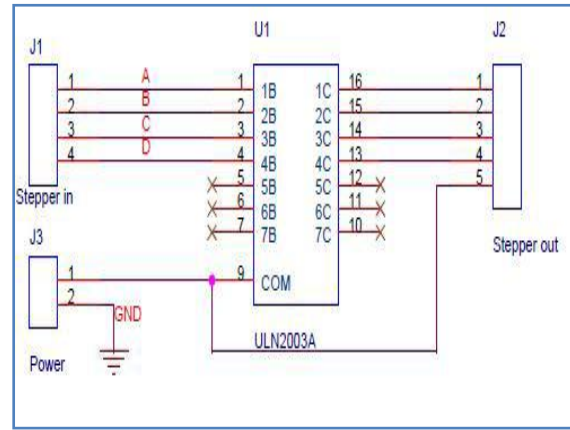 U1
J2
J1
1 A 1 1B 1C 16 1
2 B 2 2B 2C 15 2
3 C 3 3B 3C 14 3
4 D 4 4B 4C 13 4
5 5B 5C 12 5
Stepper in
6 6B 6C 11
7 7B 7C 10
J3
Stepper out
1 9 COM
2
GND
ULN2003A
Power